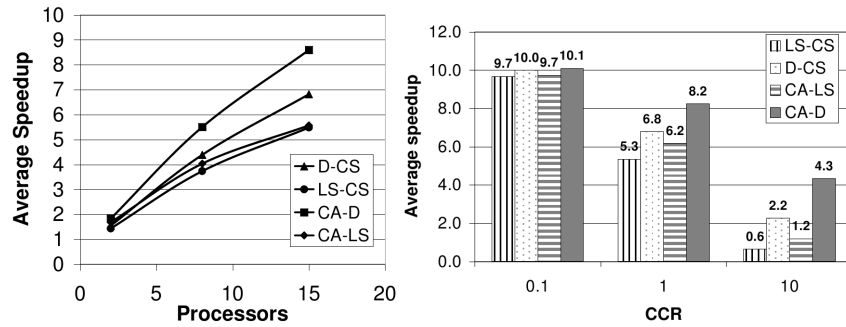 10
9
8
7
6
5
4
3
2
1
0
Average Speedup
0 5 10 15 20
Processors
D-CS
LS-CS
CA-D
CA-LS
12.0
10.0
8.0
6.0
4.0
2.0
0.0
Average speedup
9.7 10.0 9.7 10.1
5.3 6.8 6.2 8.2
0.6 2.2 1.2 4.3
0.1 1 10
CCR
LS-CS
D-CS
CA-LS
CA-D